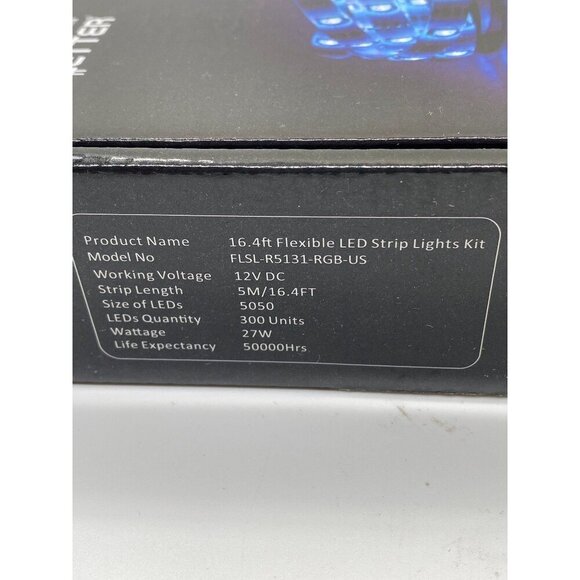 Product Name 16.4ft Flexible LED Strip Lights Kit
Model No FLSL-R5131-RGB-US
Working Voltage 12V DC
Strip Length 5M/16.4FT
Size of LEDs 5050
LEDs Quantity 300 Units
Wattage 27W
Life Expectancy 50000Hrs